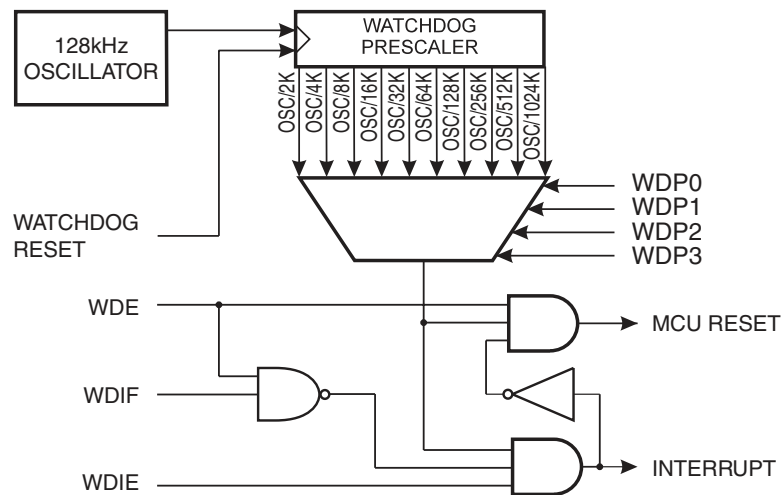 128kHz
OSCILLATOR
WATCHDOG
PRESCALER
OSC/2K
OSC/4K
OSC/8K
OSC/16K
OSC/32K
OSC/64K
OSC/128K
OSC/256K
OSC/512K
OSC/1024K
WATCHDOG
RESET
WDP0
WDP1
WDP2
WDP3
WDE
MCU RESET
WDIF
WDIE
INTERRUPT